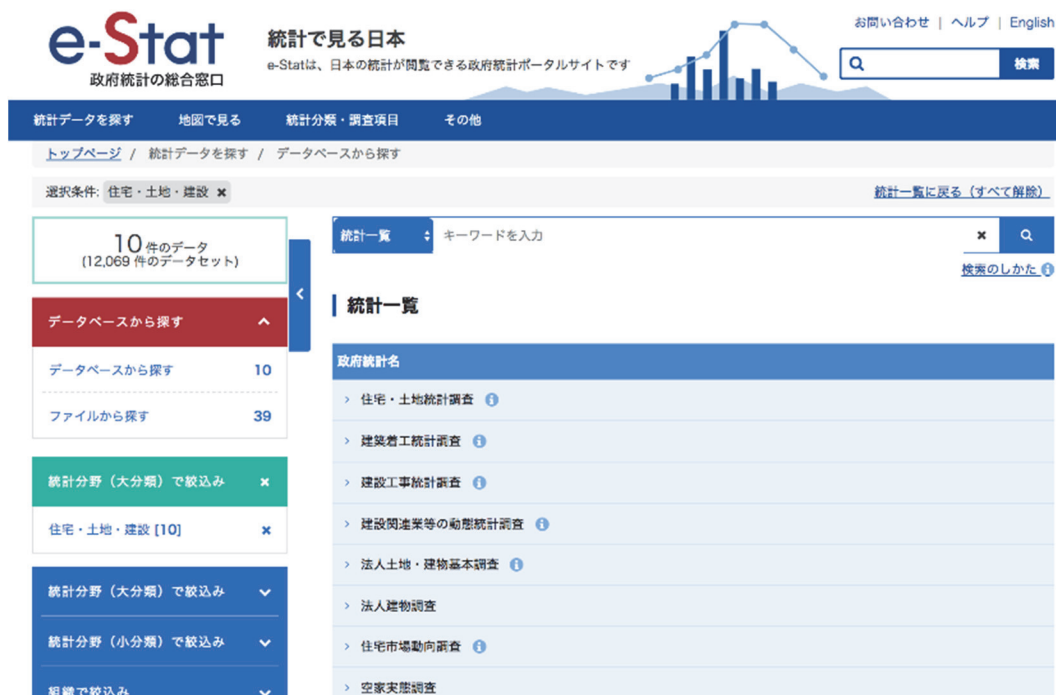 e-Stat
政府統計の総合窓口
統計で見る日本
e-Statは、日本の統計が閲覧できる政府統計ポータルサイトです
お問い合わせ | ヘルプ | English
検索
統計データを探す 地図で見る 統計分類・調査項目 その他
トップページ / 統計データを探す / データベースから探す
選択条件: 住宅・土地・建設 ×
統計一覧に戻る（すべて解除）
10 件のデータ
(12,069 件のデータセット)
データベースから探す
データベースから探す 10
ファイルから探す 39
統計分野（大分類）で絞込み ×
住宅・土地・建設 [10] ×
統計分野（大分類）で絞込み
統計分野（小分類）で絞込み
組織で絞込み
統計一覧 キーワードを入力 ×
検索のしかた
統計一覧
政府統計名
住宅・土地統計調査
建築着工統計調査
建設工事統計調査
建設関連業等の動態統計調査
法人土地・建物基本調査
法人建物調査
住宅市場動向調査
空家実態調査